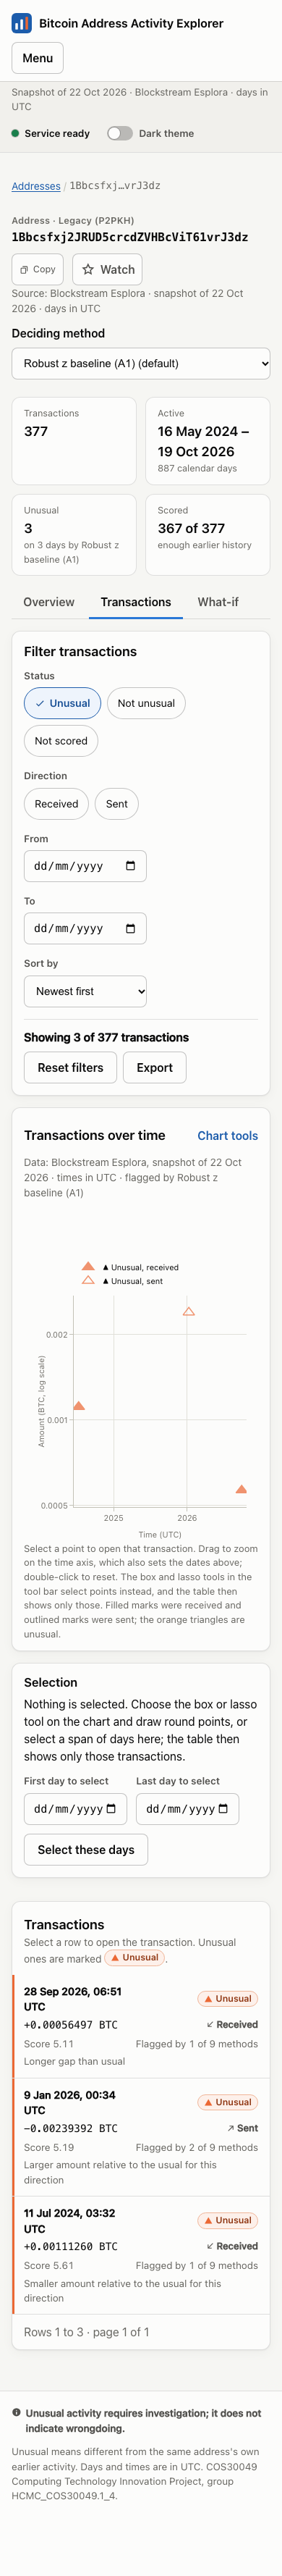 Bitcoin Address Activity Explorer
Menu
Snapshot of 22 Oct 2026 · Blockstream Esplora · days in
UTC
Service ready
Dark theme
Addresses / 1Bbcsfxj…vrJ3dz
Address · Legacy (P2PKH)
1Bbcsfxj2JRUD5crcdZVHBcViT61vrJ3dz
Copy
Watch
Source: Blockstream Esplora · snapshot of 22 Oct
2026 · days in UTC
Deciding method
Robust z baseline (A1) (default)
Transactions
377
Active
16 May 2024 –
19 Oct 2026
887 calendar days
Unusual
3
on 3 days by Robust z
baseline (A1)
Scored
367 of 377
enough earlier history
Overview
Transactions
What-if
Filter transactions
Status
Unusual
Not unusual
Not scored
Direction
Received
Sent
From
dd/mm/yyyy
To
dd/mm/yyyy
Sort by
Newest first
Showing 3 of 377 transactions
Reset filters
Export
Transactions over time
Chart tools
Data: Blockstream Esplora, snapshot of 22 Oct
2026 · times in UTC · flagged by Robust z
baseline (A1)
▲ Unusual, received
▲ Unusual, sent
Amount (BTC, log scale)
0.002
0.001
0.0005
2025
2026
Time (UTC)
Select a point to open that transaction. Drag to zoom
on the time axis, which also sets the dates above;
double-click to reset. The box and lasso tools in the
tool bar select points instead, and the table then
shows only those. Filled marks were received and
outlined marks were sent; the orange triangles are
unusual.
Selection
Nothing is selected. Choose the box or lasso
tool on the chart and draw round points, or
select a span of days here; the table then
shows only those transactions.
First day to select
Last day to select
dd/mm/yyyy
dd/mm/yyyy
Select these days
Transactions
Select a row to open the transaction. Unusual
ones are marked ▲ Unusual .
28 Sep 2026, 06:51
UTC
▲ Unusual
+0.00056497 BTC
↙ Received
Score 5.11
Flagged by 1 of 9 methods
Longer gap than usual
9 Jan 2026, 00:34
UTC
▲ Unusual
−0.00239392 BTC
↗ Sent
Score 5.19
Flagged by 2 of 9 methods
Larger amount relative to the usual for this
direction
11 Jul 2024, 03:32
UTC
▲ Unusual
+0.00111260 BTC
↙ Received
Score 5.61
Flagged by 1 of 9 methods
Smaller amount relative to the usual for this
direction
Rows 1 to 3 · page 1 of 1
Unusual activity requires investigation; it does not
indicate wrongdoing.
Unusual means different from the same address's own
earlier activity. Days and times are in UTC. COS30049
Computing Technology Innovation Project, group
HCMC_COS30049.1_4.